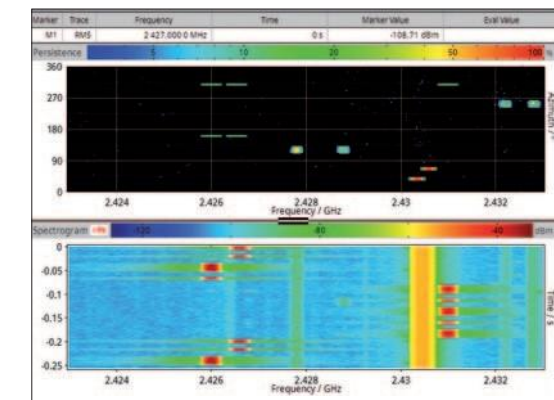 Marker Trace Frequency Time Marker Value Eval Value
M1 RMS 2 427.000 0 MHz 0 s -108.71 dBm
Persistence 5 10 20 50 100 %
360
270
180
90
0
Azimuth / °
2.424 2.426 2.428 2.43 2.432
Frequency / GHz
Spectrogram -120 -80 -40 dBm
0
-0.05
-0.1
-0.15
-0.2
-0.25
Time / s
2.424 2.426 2.428 2.43 2.432
Frequency / GHz